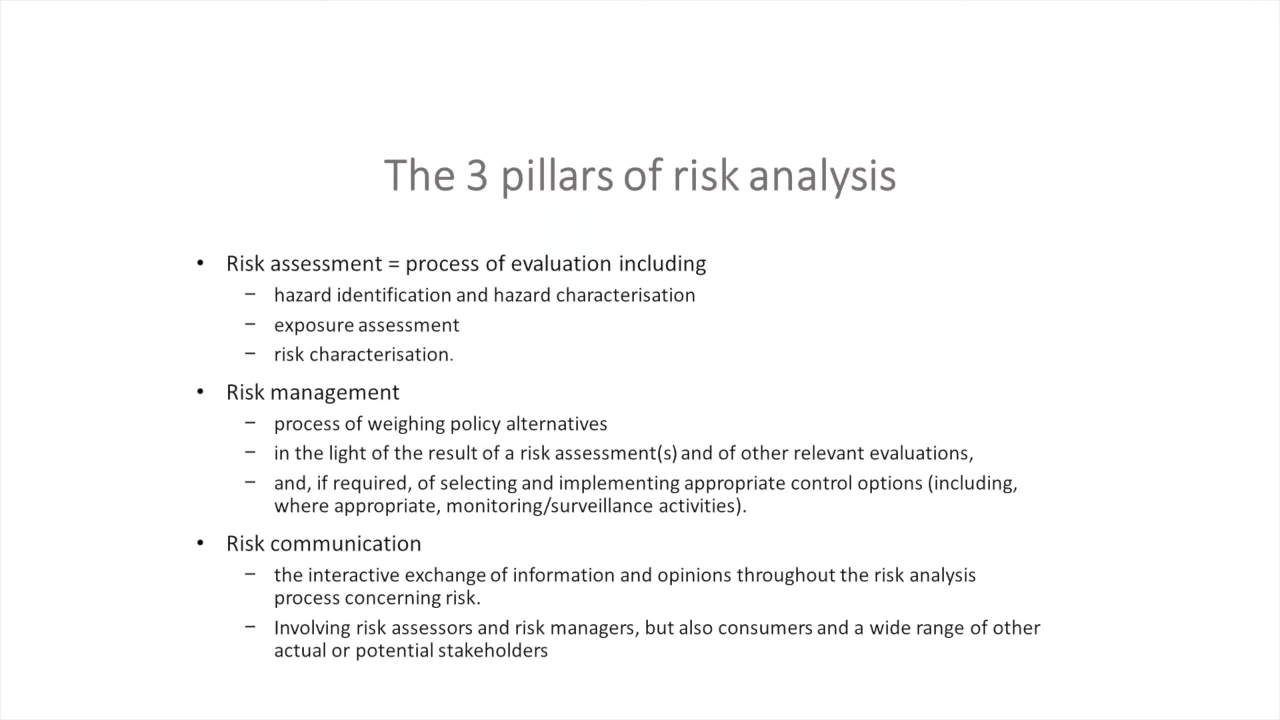 The 3 pillars of risk analysis
• Risk assessment = process of evaluation including
– hazard identification and hazard characterisation
– exposure assessment
– risk characterisation.
• Risk management
– process of weighing policy alternatives
– in the light of the result of a risk assessment(s) and of other relevant evaluations,
– and, if required, of selecting and implementing appropriate control options (including,
where appropriate, monitoring/surveillance activities).
• Risk communication
– the interactive exchange of information and opinions throughout the risk analysis
process concerning risk.
– Involving risk assessors and risk managers, but also consumers and a wide range of other
actual or potential stakeholders